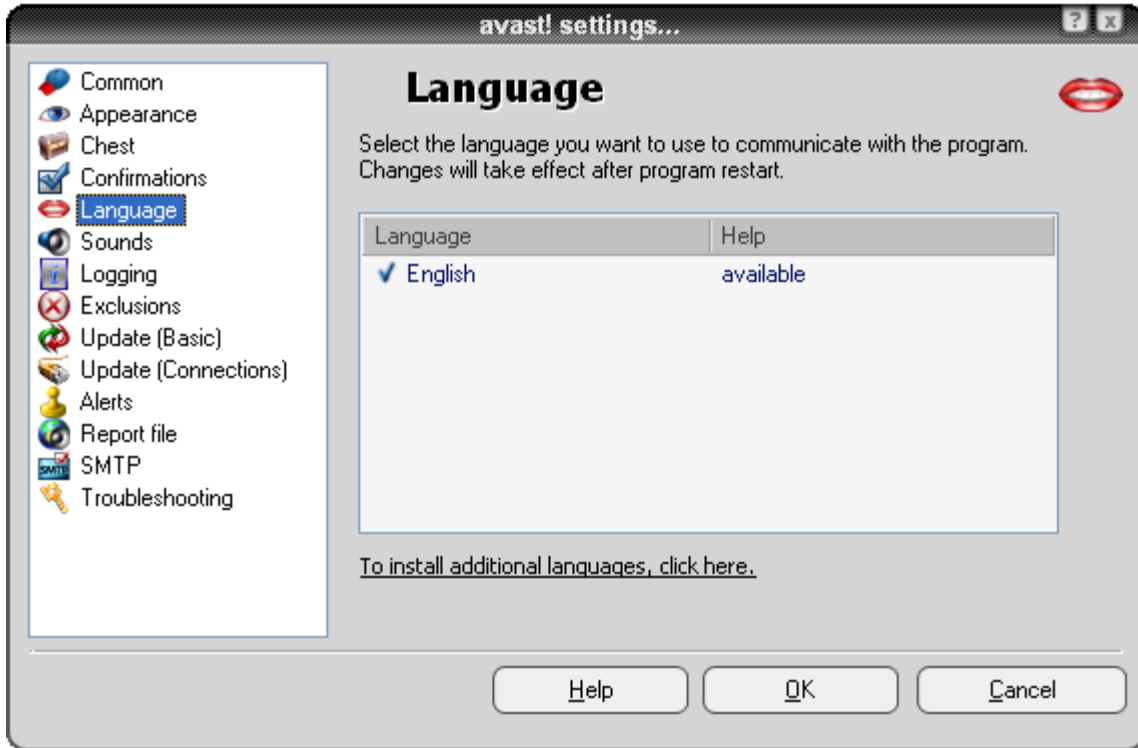 avast! settings...
? x
Common
Appearance
Chest
Confirmations
Language
Sounds
Logging
Exclusions
Update (Basic)
Update (Connections)
Alerts
Report file
SMTP
SMTP
Troubleshooting
Language
Select the language you want to use to communicate with the program.
Changes will take effect after program restart.
Language Help
English available
To install additional languages, click here.
Help OK Cancel